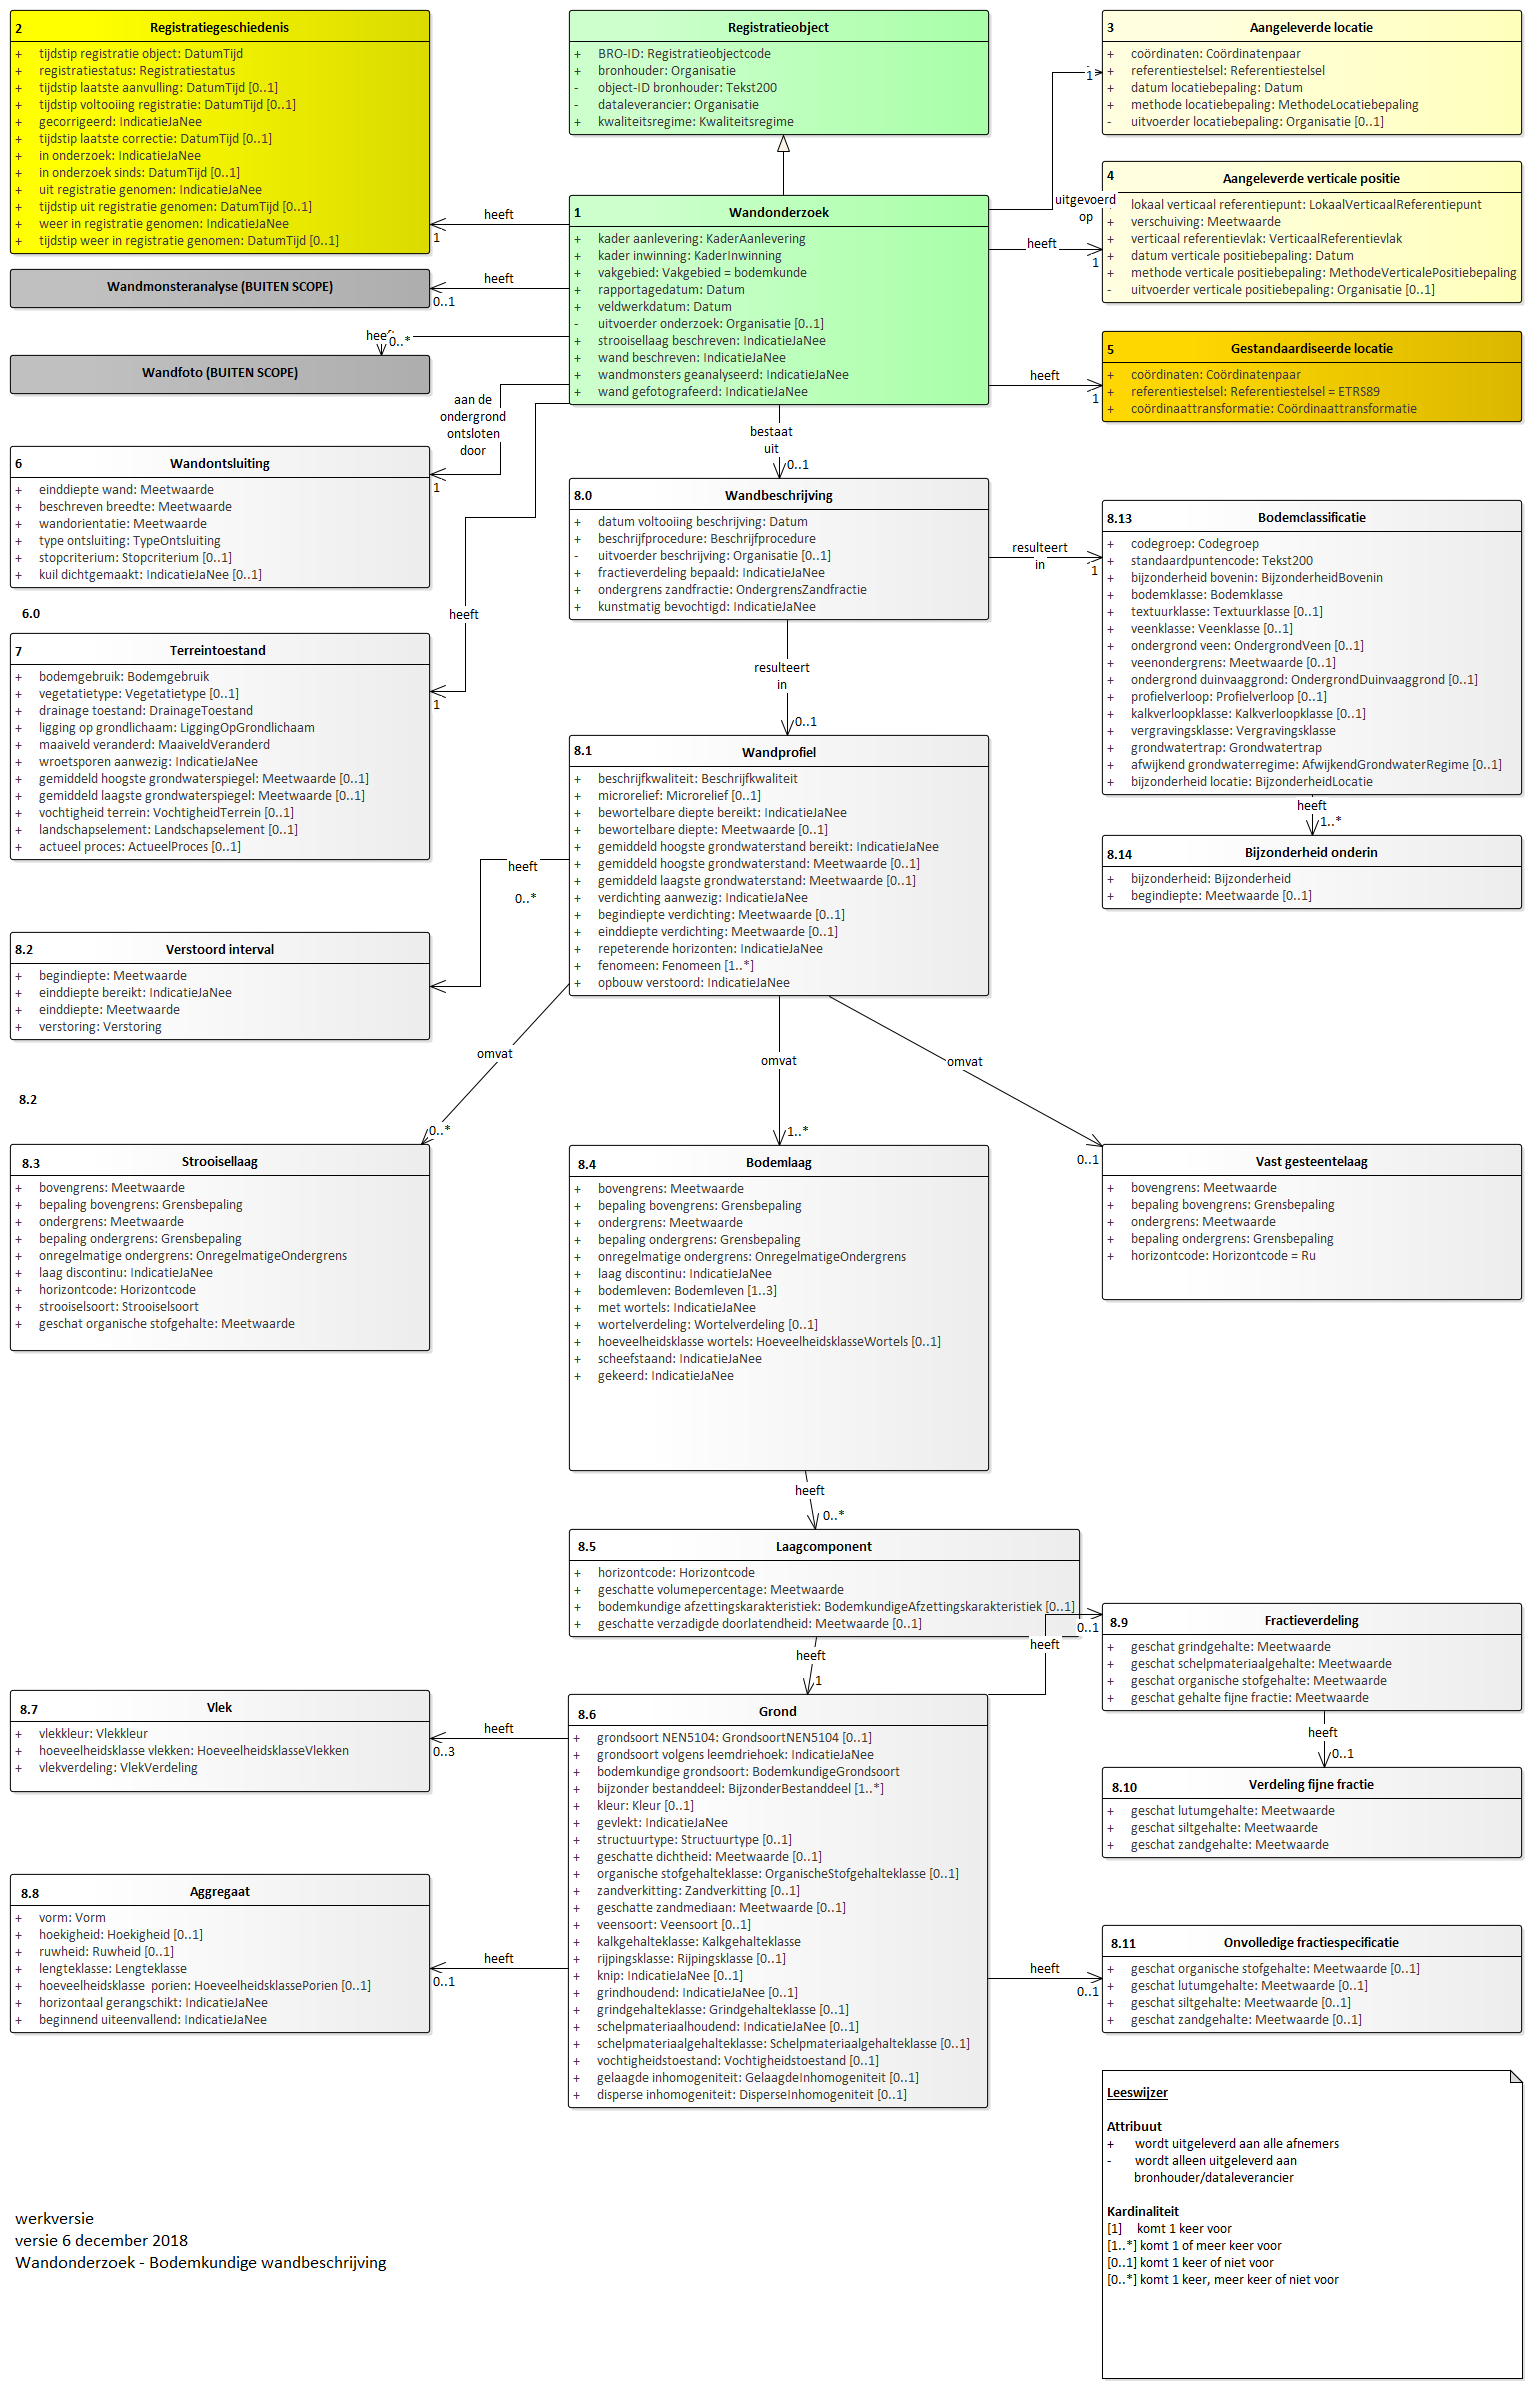 2 Registratiegeschiedenis
+ tijdstip registratie object: DatumTijd
+ registratiestatus: Registratiestatus
+ tijdstip laatste aanvulling: DatumTijd [0..1]
+ tijdstip voltooiing registratie: DatumTijd [0..1]
+ gecorrigeerd: IndicatieJaNee
+ tijdstip laatste correctie: DatumTijd [0..1]
+ in onderzoek: IndicatieJaNee
+ in onderzoek sinds: DatumTijd [0..1]
+ uit registratie genomen: IndicatieJaNee
+ tijdstip uit registratie genomen: DatumTijd [0..1]
+ weer in registratie genomen: IndicatieJaNee
+ tijdstip weer in registratie genomen: DatumTijd [0..1]
Registratieobject
+ BRO-ID: Registratieobjectcode
+ bronhouder: Organisatie
- object-ID bronhouder: Tekst200
- dataleverancier: Organisatie
+ kwaliteitsregime: Kwaliteitsregime
3 Aangeleverde locatie
+ coördinaten: Coördinatenpaar
+ referentiestelsel: Referentiestelsel
+ datum locatiebepaling: Datum
+ methode locatiebepaling: MethodeLocatiebepaling
- uitvoerder locatiebepaling: Organisatie [0..1]
1
uitgevoerd
op
4 Aangeleverde verticale positie
+ lokaal verticaal referentiepunt: LokaalVerticaalReferentiepunt
+ verschuiving: Meetwaarde
+ verticaal referentievlak: VerticaalReferentievlak
+ datum verticale positiebepaling: Datum
+ methode verticale positiebepaling: MethodeVerticalePositiebepaling
- uitvoerder verticale positiebepaling: Organisatie [0..1]
heeft
1
1 Wandonderzoek
+ kader aanlevering: KaderAanlevering
+ kader inwinning: KaderInwinning
+ vakgebied: Vakgebied = bodemkunde
+ rapportagedatum: Datum
+ veldwerkdatum: Datum
- uitvoerder onderzoek: Organisatie [0..1]
+ strooisellaag beschreven: IndicatieJaNee
+ wand beschreven: IndicatieJaNee
+ wandmonsters geanalyseerd: IndicatieJaNee
+ wand gefotografeerd: IndicatieJaNee
heeft
1
Wandmonsteranalyse (BUITEN SCOPE)
heeft
0..1
Wandfoto (BUITEN SCOPE)
heeft
0..*
5 Gestandaardiseerde locatie
+ coördinaten: Coördinatenpaar
+ referentiestelsel: Referentiestelsel = ETRS89
+ coördinaattransformatie: Coördinaattransformatie
heeft
1
aan de
ondergrond
ontsloten
door
1
bestaat
uit
0..1
6 Wandontsluiting
+ einddiepte wand: Meetwaarde
+ beschreven breedte: Meetwaarde
+ wandorientatie: Meetwaarde
+ type ontsluiting: TypeOntsluiting
+ stopcriterium: Stopcriterium [0..1]
+ kuil dichtgemaakt: IndicatieJaNee [0..1]
6.0
heeft
1
8.0 Wandbeschrijving
+ datum voltooiing beschrijving: Datum
+ beschrijfprocedure: Beschrijfprocedure
- uitvoerder beschrijving: Organisatie [0..1]
+ fractieverdeling bepaald: IndicatieJaNee
+ ondergrens zandfractie: OndergrensZandfractie
+ kunstmatig bevochtigd: IndicatieJaNee
resulteert
in
1
8.13 Bodemclassificatie
+ codegroep: Codegroep
+ standaardpuntencode: Tekst200
+ bijzonderheid bovenin: BijzonderheidBovenin
+ bodemklasse: Bodemklasse
+ textuurklasse: Textuurklasse [0..1]
+ veenklasse: Veenklasse [0..1]
+ ondergrond veen: OndergrondVeen [0..1]
+ veenondergrens: Meetwaarde [0..1]
+ ondergrond duinvaaggrond: OndergrondDuinvaaggrond [0..1]
+ profielverloop: Profielverloop [0..1]
+ kalkverloopklasse: Kalkverloopklasse [0..1]
+ vergravingsklasse: Vergravingsklasse
+ grondwatertrap: Grondwatertrap
+ afwijkend grondwaterregime: AfwijkendGrondwaterRegime [0..1]
+ bijzonderheid locatie: BijzonderheidLocatie
heeft
1..*
8.14 Bijzonderheid onderin
+ bijzonderheid: Bijzonderheid
+ begindiepte: Meetwaarde [0..1]
7 Terreintoestand
+ bodemgebruik: Bodemgebruik
+ vegetatietype: Vegetatietype [0..1]
+ drainage toestand: DrainageToestand
+ ligging op grondlichaam: LiggingOpGrondlichaam
+ maaiveld veranderd: MaaiveldVeranderd
+ wroetsporen aanwezig: IndicatieJaNee
+ gemiddeld hoogste grondwaterspiegel: Meetwaarde [0..1]
+ gemiddeld laagste grondwaterspiegel: Meetwaarde [0..1]
+ vochtigheid terrein: VochtigheidTerrein [0..1]
+ landschapselement: Landschapselement [0..1]
+ actueel proces: ActueelProces [0..1]
resulteert
in
0..1
8.1 Wandprofiel
+ beschrijfkwaliteit: Beschrijfkwaliteit
+ microrelief: Microrelief [0..1]
+ bewortelbare diepte bereikt: IndicatieJaNee
+ bewortelbare diepte: Meetwaarde [0..1]
+ gemiddeld hoogste grondwaterstand bereikt: IndicatieJaNee
+ gemiddeld hoogste grondwaterstand: Meetwaarde [0..1]
+ gemiddeld laagste grondwaterstand: Meetwaarde [0..1]
+ verdichting aanwezig: IndicatieJaNee
+ begindiepte verdichting: Meetwaarde [0..1]
+ einddiepte verdichting: Meetwaarde [0..1]
+ repeterende horizonten: IndicatieJaNee
+ fenomeen: Fenomeen [1..*]
+ opbouw verstoord: IndicatieJaNee
heeft
0..*
8.2 Verstoord interval
+ begindiepte: Meetwaarde
+ einddiepte bereikt: IndicatieJaNee
+ einddiepte: Meetwaarde
+ verstoring: Verstoring
8.2
omvat
0..*
omvat
1..*
omvat
0..1
8.3 Strooisellaag
+ bovengrens: Meetwaarde
+ bepaling bovengrens: Grensbepaling
+ ondergrens: Meetwaarde
+ bepaling ondergrens: Grensbepaling
+ onregelmatige ondergrens: OnregelmatigeOndergrens
+ laag discontinu: IndicatieJaNee
+ horizontcode: Horizontcode
+ strooiselsoort: Strooiselsoort
+ geschat organische stofgehalte: Meetwaarde
8.4 Bodemlaag
+ bovengrens: Meetwaarde
+ bepaling bovengrens: Grensbepaling
+ ondergrens: Meetwaarde
+ bepaling ondergrens: Grensbepaling
+ onregelmatige ondergrens: OnregelmatigeOndergrens
+ laag discontinu: IndicatieJaNee
+ bodemleven: Bodemleven [1..3]
+ met wortels: IndicatieJaNee
+ wortelverdeling: Wortelverdeling [0..1]
+ hoeveelheidsklasse wortels: HoeveelheidsklasseWortels [0..1]
+ scheefstaand: IndicatieJaNee
+ gekeerd: IndicatieJaNee
Vast gesteentelaag
+ bovengrens: Meetwaarde
+ bepaling bovengrens: Grensbepaling
+ ondergrens: Meetwaarde
+ bepaling ondergrens: Grensbepaling
+ horizontcode: Horizontcode = Ru
heeft
0..*
8.5 Laagcomponent
+ horizontcode: Horizontcode
+ geschatte volumepercentage: Meetwaarde
+ bodemkundige afzettingskarakteristiek: BodemkundigeAfzettingskarakteristiek [0..1]
+ geschatte verzadigde doorlatendheid: Meetwaarde [0..1]
heeft
1
heeft
0..1
8.9 Fractieverdeling
+ geschat grindgehalte: Meetwaarde
+ geschat schelpmateriaalgehalte: Meetwaarde
+ geschat organische stofgehalte: Meetwaarde
+ geschat gehalte fijne fractie: Meetwaarde
heeft
0..1
8.10 Verdeling fijne fractie
+ geschat lutumgehalte: Meetwaarde
+ geschat siltgehalte: Meetwaarde
+ geschat zandgehalte: Meetwaarde
8.7 Vlek
+ vlekkleur: Vlekkleur
+ hoeveelheidsklasse vlekken: HoeveelheidsklasseVlekken
+ vlekverdeling: VlekVerdeling
heeft
0..3
8.6 Grond
+ grondsoort NEN5104: GrondsoortNEN5104 [0..1]
+ grondsoort volgens leemdriehoek: IndicatieJaNee
+ bodemkundige grondsoort: BodemkundigeGrondsoort
+ bijzonder bestanddeel: BijzonderBestanddeel [1..*]
+ kleur: Kleur [0..1]
+ gevlekt: IndicatieJaNee
+ structuurtype: Structuurtype [0..1]
+ geschatte dichtheid: Meetwaarde [0..1]
+ organische stofgehalteklasse: OrganischeStofgehalteklasse [0..1]
+ zandverkitting: Zandverkitting [0..1]
+ geschatte zandmediaan: Meetwaarde [0..1]
+ veensoort: Veensoort [0..1]
+ kalkgehalteklasse: Kalkgehalteklasse
+ rijpingsklasse: Rijpingsklasse [0..1]
+ knip: IndicatieJaNee [0..1]
+ grindhoudend: IndicatieJaNee [0..1]
+ grindgehalteklasse: Grindgehalteklasse [0..1]
+ schelpmateriaalhoudend: IndicatieJaNee [0..1]
+ schelpmateriaalgehalteklasse: Schelpmateriaalgehalteklasse [0..1]
+ vochtigheidstoestand: Vochtigheidstoestand [0..1]
+ gelaagde inhomogeniteit: GelaagdeInhomogeniteit [0..1]
+ disperse inhomogeniteit: DisperseInhomogeniteit [0..1]
8.8 Aggregaat
+ vorm: Vorm
+ hoekigheid: Hoekigheid [0..1]
+ ruwheid: Ruwheid [0..1]
+ lengteklasse: Lengteklasse
+ hoeveelheidsklasse porien: HoeveelheidsklassePorien [0..1]
+ horizontaal gerangschikt: IndicatieJaNee
+ beginnend uiteenvallend: IndicatieJaNee
heeft
0..1
heeft
0..1
8.11 Onvolledige fractiespecificatie
+ geschat organische stofgehalte: Meetwaarde [0..1]
+ geschat lutumgehalte: Meetwaarde [0..1]
+ geschat siltgehalte: Meetwaarde [0..1]
+ geschat zandgehalte: Meetwaarde [0..1]
Leeswijzer
Attribuut
+ wordt uitgeleverd aan alle afnemers
- wordt alleen uitgeleverd aan
bronhouder/dataleverancier
Kardinaliteit
[1] komt 1 keer voor
[1..*] komt 1 of meer keer voor
[0..1] komt 1 keer of niet voor
[0..*] komt 1 keer, meer keer of niet voor
werkversie
versie 6 december 2018
Wandonderzoek - Bodemkundige wandbeschrijving